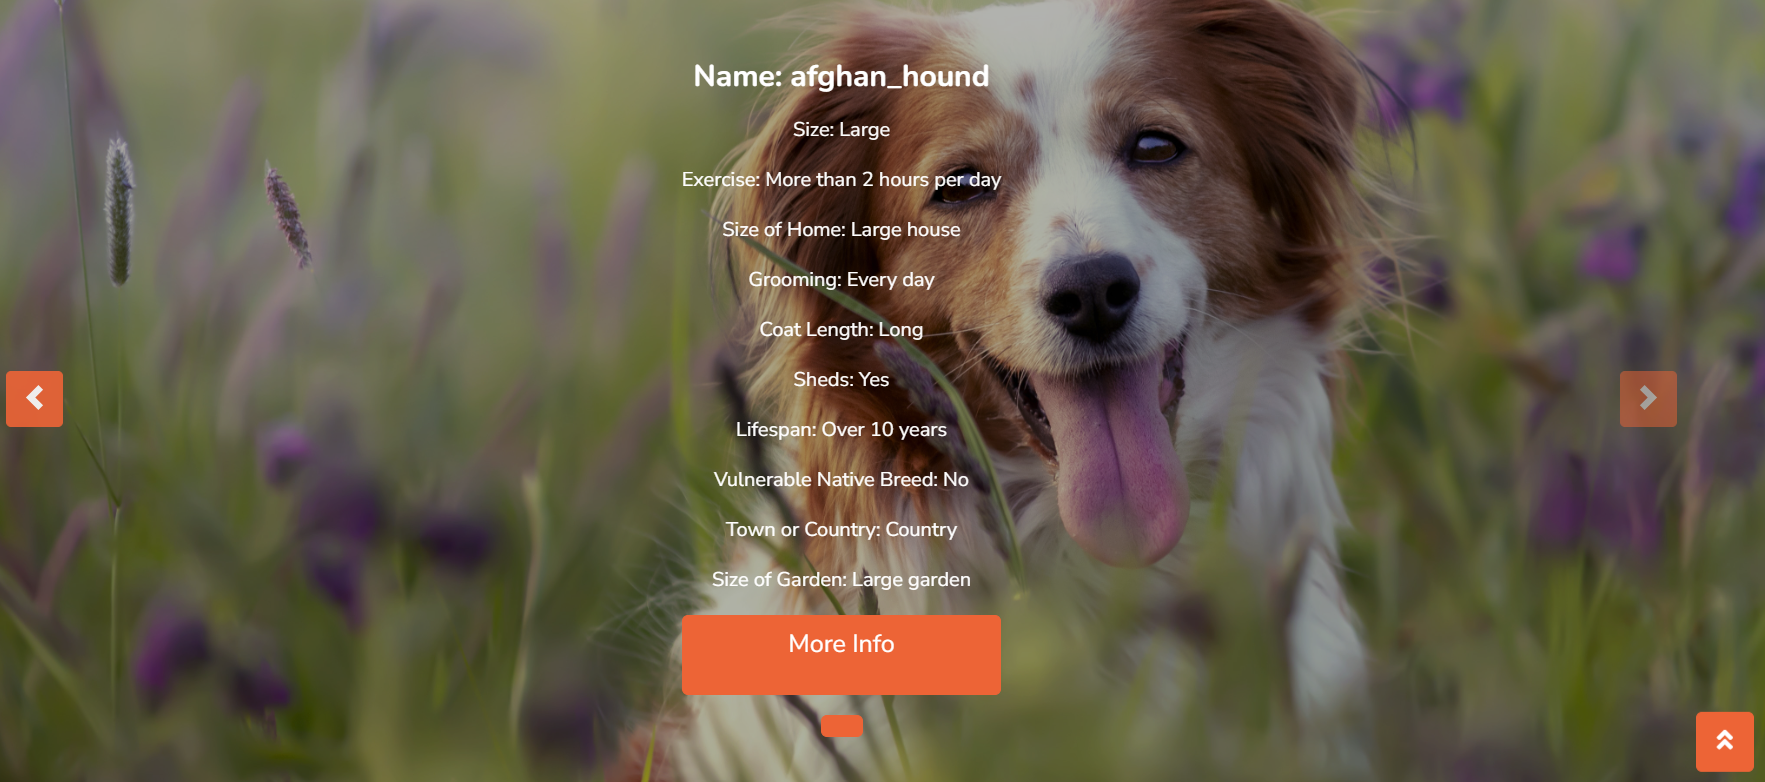 Name: afghan_hound
Size: Large
Exercise: More than 2 hours per day
Size of Home: Large house
Grooming: Every day
Coat Length: Long
Sheds: Yes
Lifespan: Over 10 years
Vulnerable Native Breed: No
Town or Country: Country
Size of Garden: Large garden
More Info